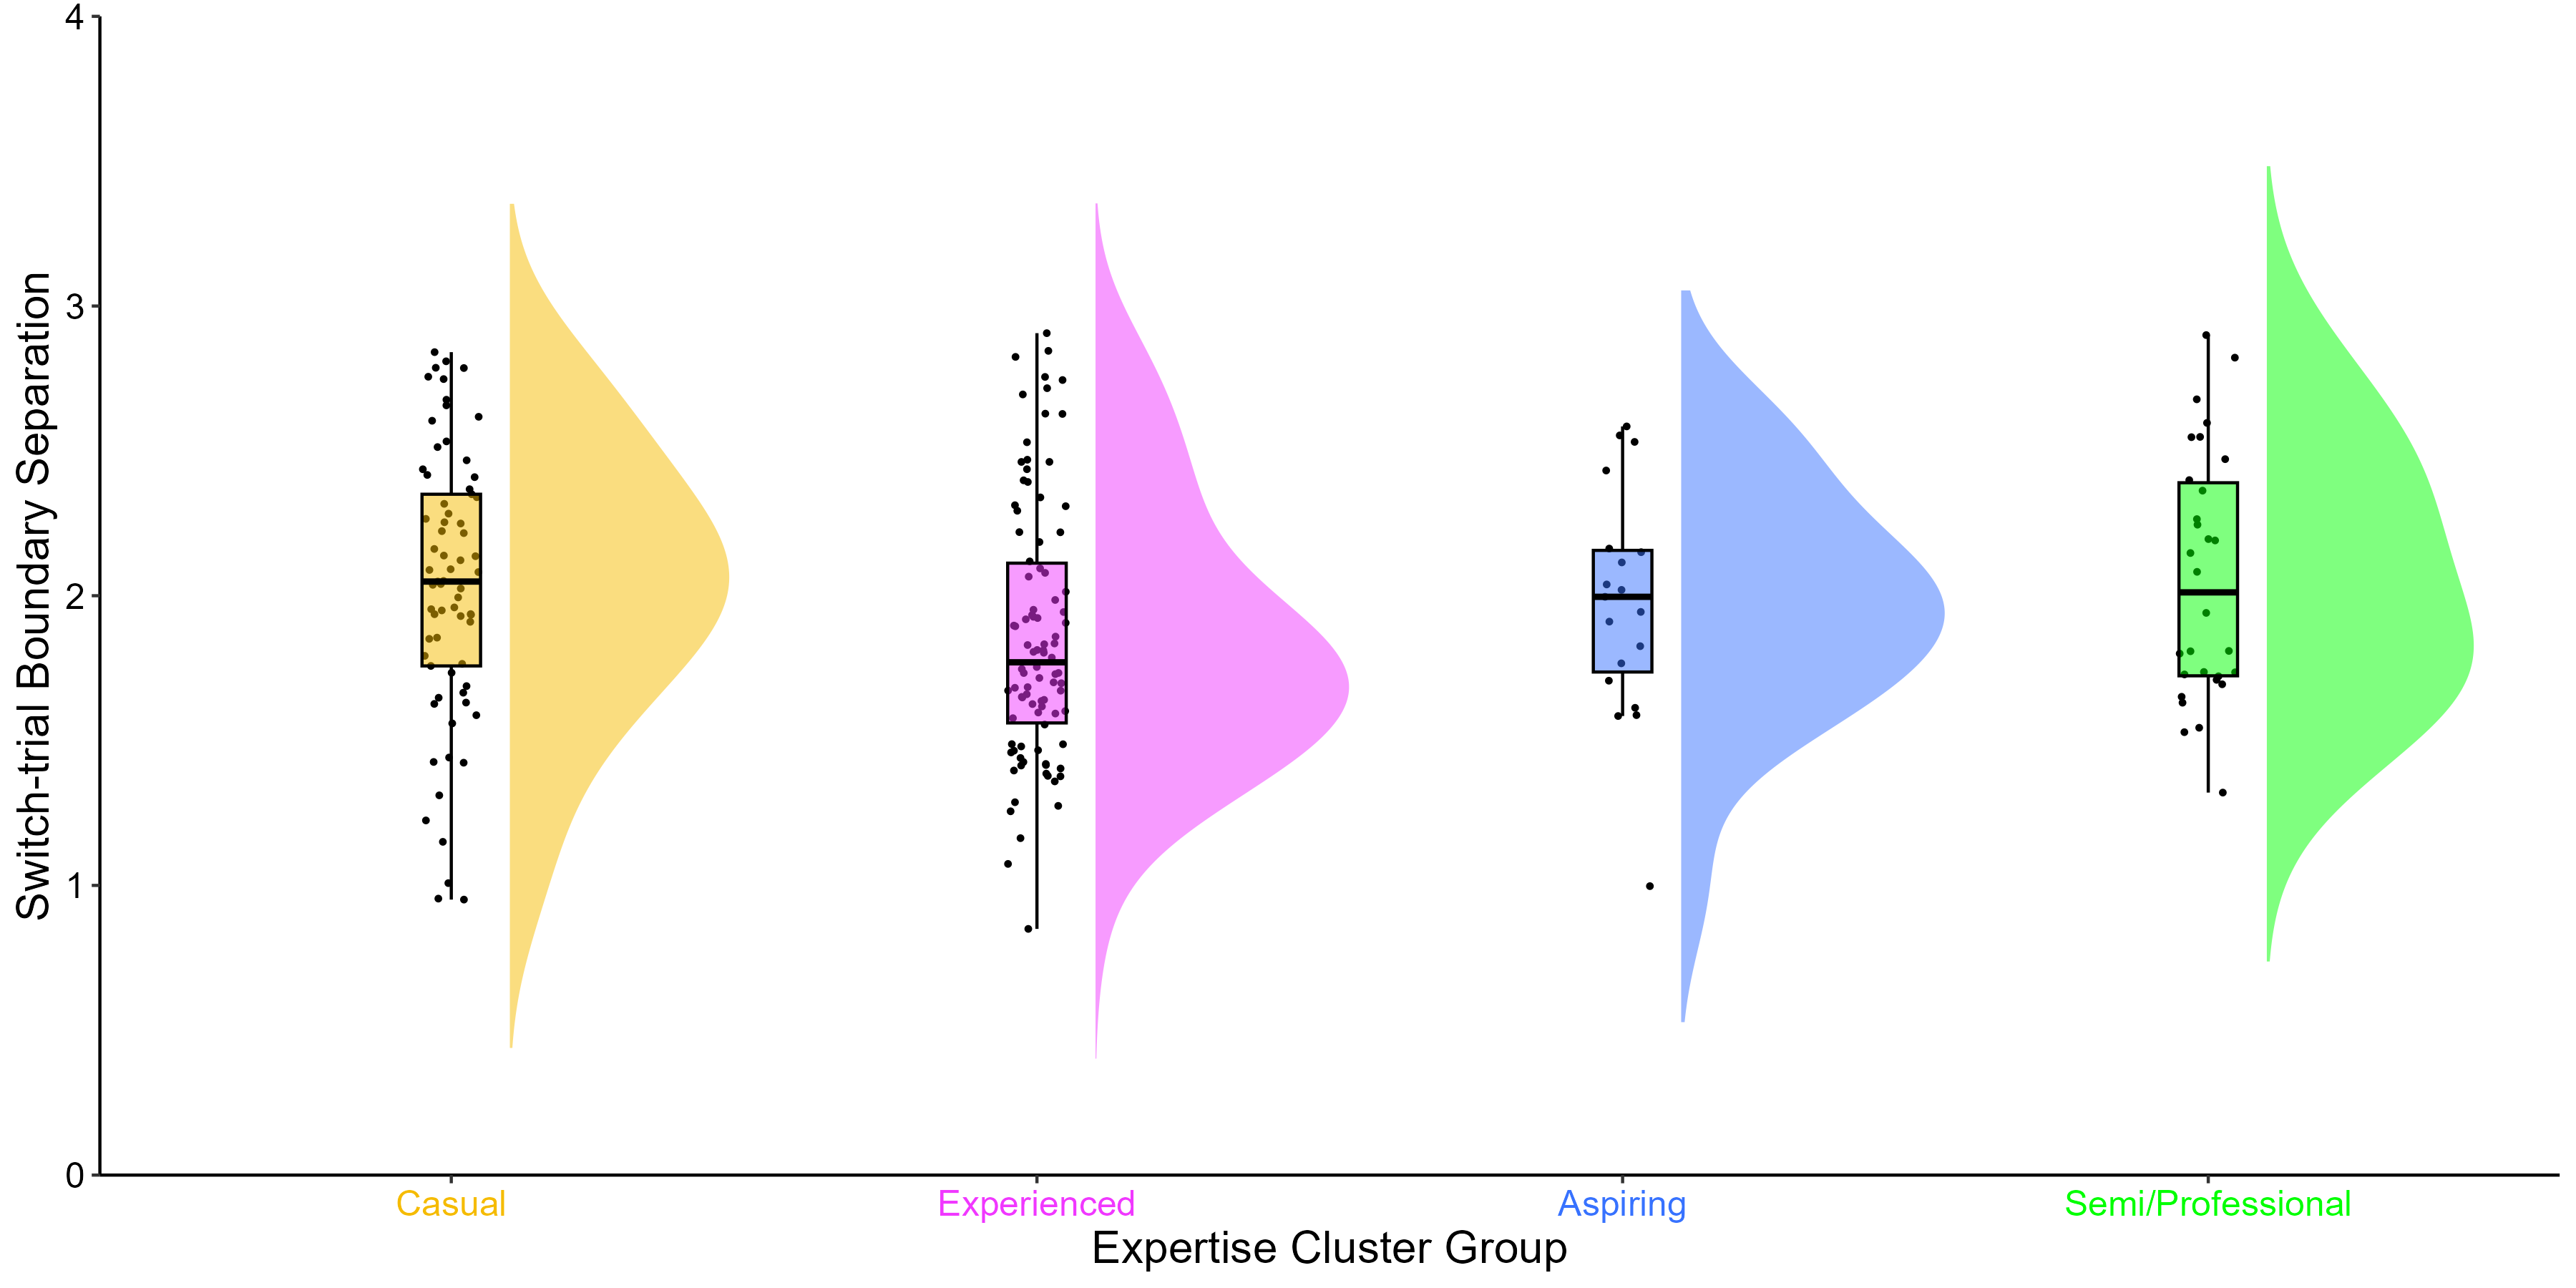 Switch-trial Boundary Separation
4
3
2
1
0
Casual Experienced Aspiring Semi/Professional
Expertise Cluster Group